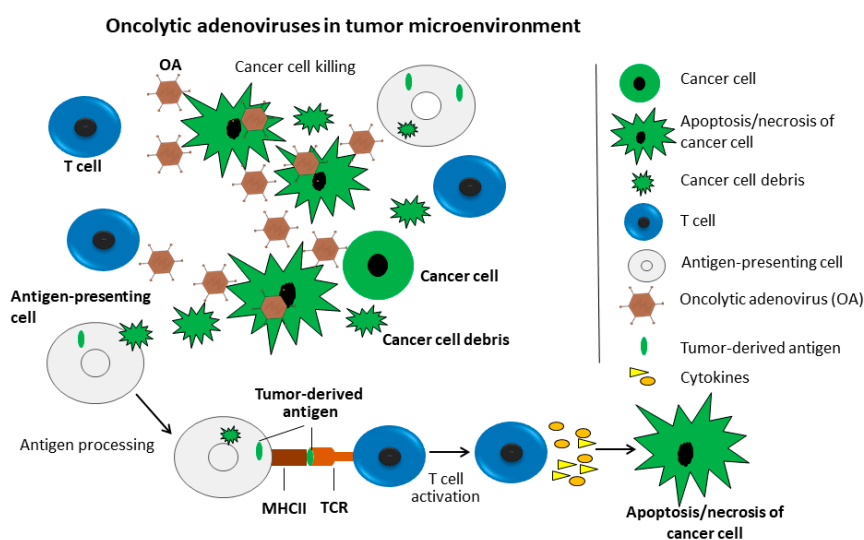 Oncolytic adenoviruses in tumor microenvironment
OA
Cancer cell killing
T cell
Cancer cell
Antigen-presenting
cell
Cancer cell debris
Tumor-derived
antigen
Antigen processing
MHCII
TCR
T cell
activation
Apoptosis/necrosis of
cancer cell
Cancer cell
Apoptosis/necrosis of
cancer cell
Cancer cell debris
T cell
Antigen-presenting cell
Oncolytic adenovirus (OA)
Tumor-derived antigen
Cytokines